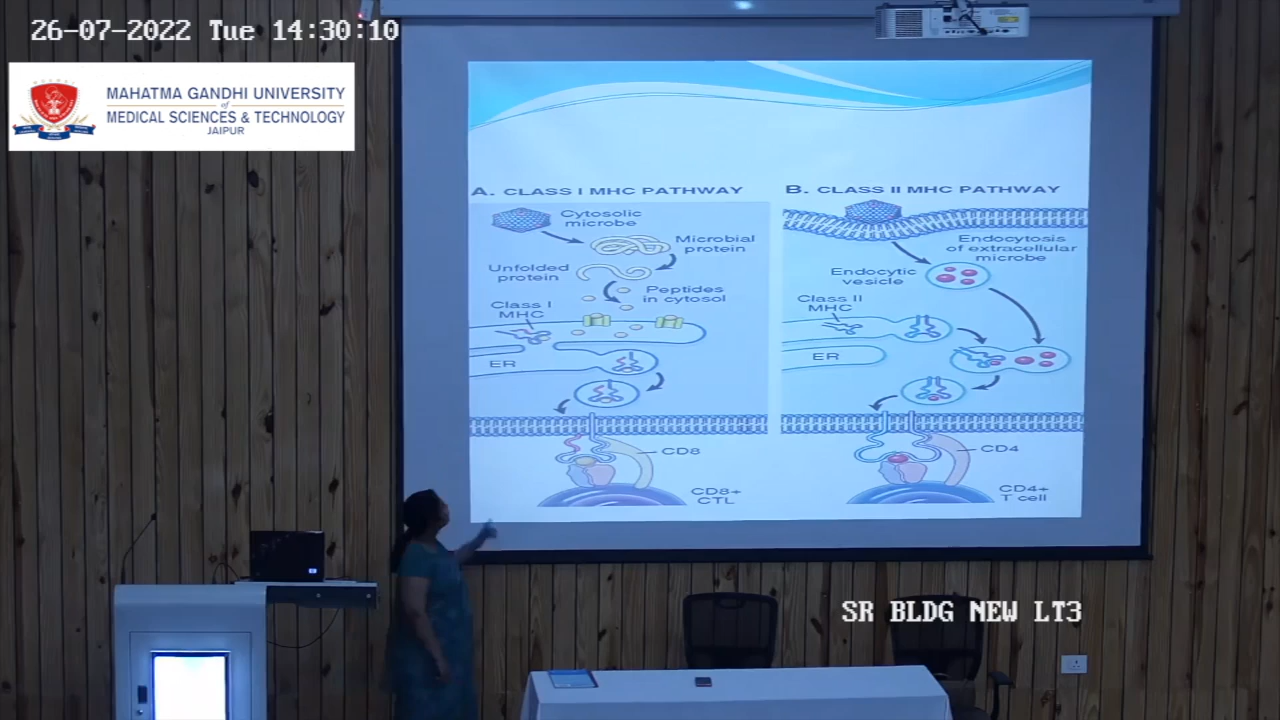 26-07-2022 Tue 14:30:10
MAHATMA GANDHI UNIVERSITY
of
MEDICAL SCIENCES & TECHNOLOGY
JAIPUR
A. CLASS I MHC PATHWAY
Cytosolic
microbe
Microbial
protein
Unfolded
protein
Peptides
in cytosol
Class I
MHC
ER
CD8
CD8+
CTL
B. CLASS II MHC PATHWAY
Endocytosis
of extracellular
microbe
Endocytic
vesicle
Class II
MHC
ER
CD4
CD4+
T cell
SR BLDG NEW LT3